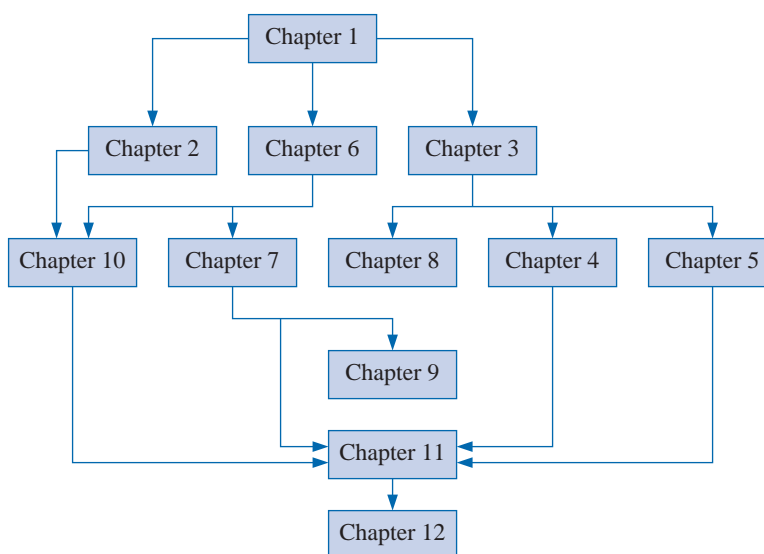 Chapter 1
Chapter 2
Chapter 6
Chapter 3
Chapter 10
Chapter 7
Chapter 8
Chapter 4
Chapter 5
Chapter 9
Chapter 11
Chapter 12